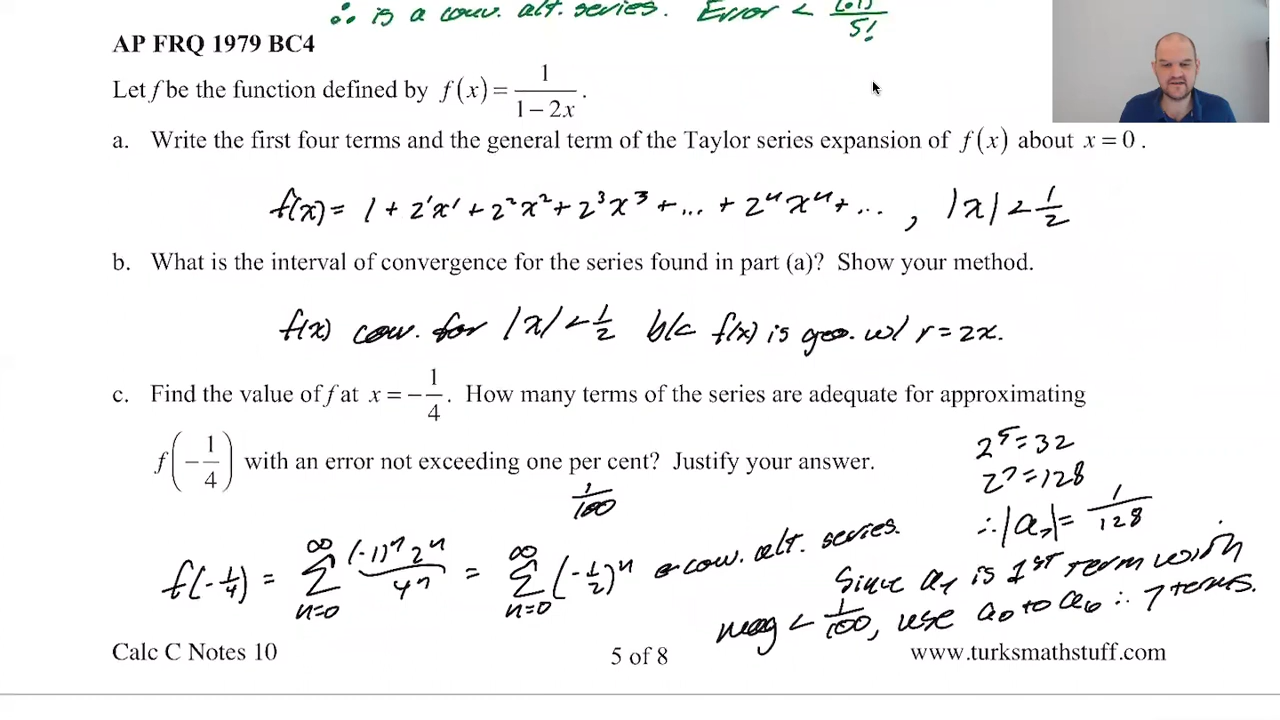 ∴ is a conv. alt. series. Error < (.01) / 5!
AP FRQ 1979 BC4
Let f be the function defined by f(x) = 1/(1 − 2x).
a. Write the first four terms and the general term of the Taylor series expansion of f(x) about x = 0.
f(x) = 1 + 2¹x¹ + 2²x² + 2³x³ + ... + 2ⁿxⁿ + ... , |x| < 1/2
b. What is the interval of convergence for the series found in part (a)? Show your method.
f(x) conv. for |x| < 1/2 b/c f(x) is geo. w/ r = 2x.
c. Find the value of f at x = −1/4. How many terms of the series are adequate for approximating
f(−1/4) with an error not exceeding one per cent? Justify your answer.
1/100
2⁵ = 32
2⁷ = 128
∴ |a₇| = 1/128
f(-1/4) = ∑_{n=0}^{∞} (-1)ⁿ2ⁿ/4ⁿ = ∑_{n=0}^{∞} (-1/2)ⁿ ← conv. alt. series.
Since a₇ is 1st term with
mag < 1/100, use a₀ to a₆ ∴ 7 terms.
Calc C Notes 10
5 of 8
www.turksmathstuff.com